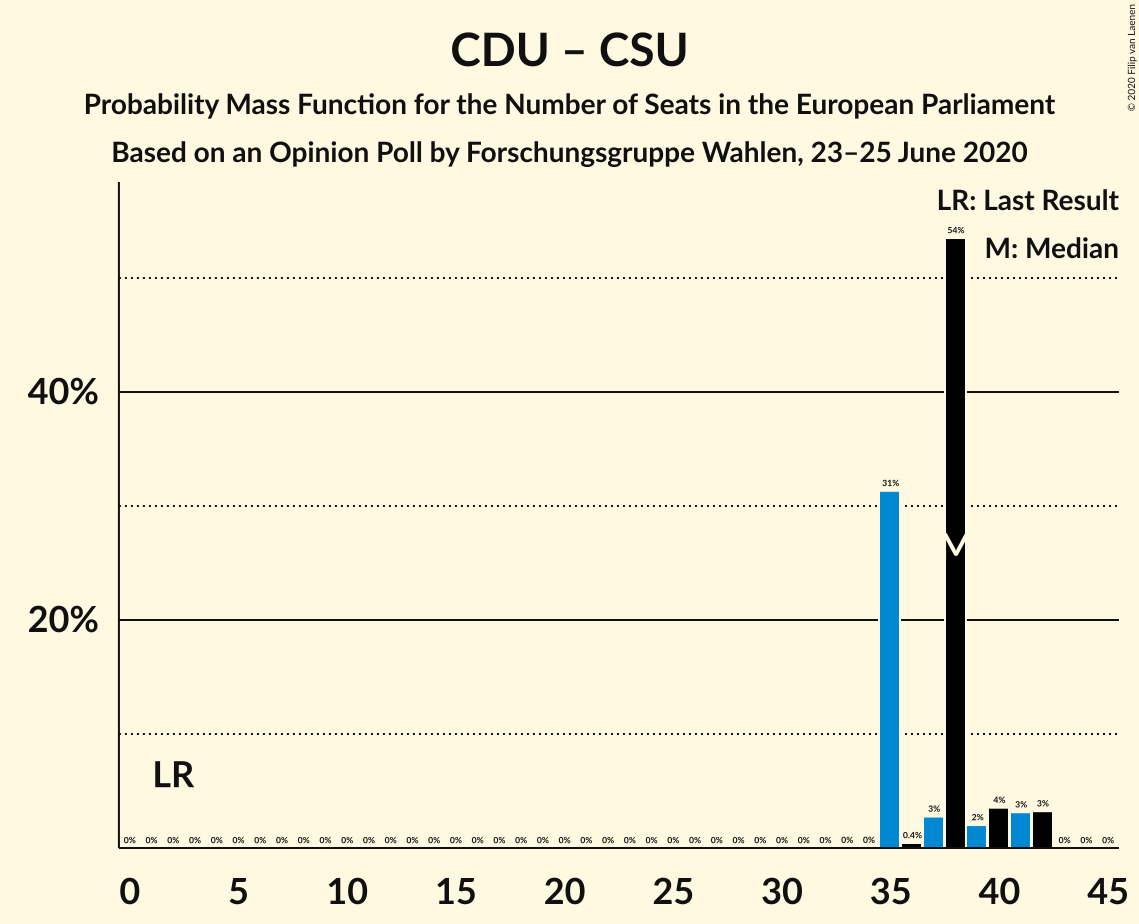 CDU – CSU
Probability Mass Function for the Number of Seats in the European Parliament
Based on an Opinion Poll by Forschungsgruppe Wahlen, 23–25 June 2020
© 2020 Filip van Laenen
LR: Last Result
M: Median
54%
40%
31%
20%
LR
0% 0% 0% 0% 0% 0% 0% 0% 0% 0% 0% 0% 0% 0% 0% 0% 0% 0% 0% 0% 0% 0% 0% 0% 0% 0% 0% 0% 0% 0% 0% 0% 0% 0% 0% 0.4% 3% 2% 4% 3% 3% 0% 0% 0%
M
0 5 10 15 20 25 30 35 40 45